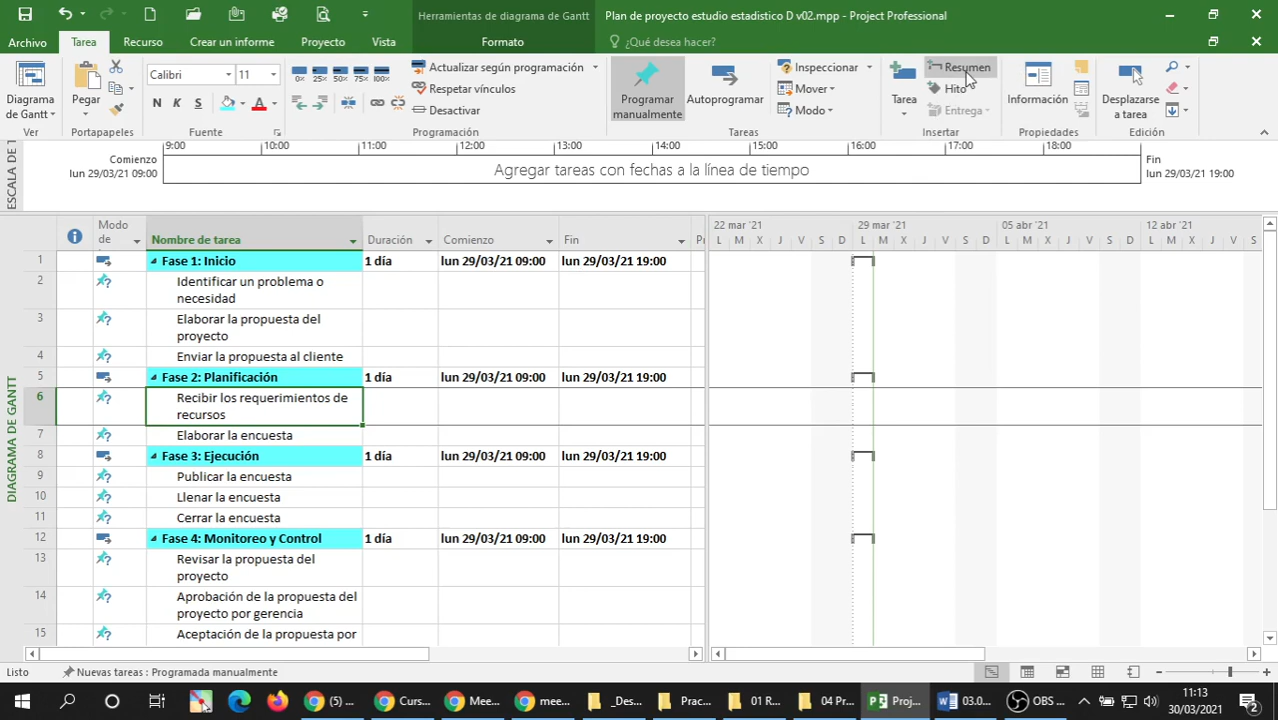 Herramientas de diagrama de Gantt
Plan de proyecto estudio estadistico D v02.mpp - Project Professional
Archivo Tarea Recurso Crear un informe Proyecto Vista Formato ¿Qué desea hacer?
Diagrama
de Gantt
Ver
Pegar
Portapapeles
Calibri 11
N K S A
Fuente
0% 25% 50% 75% 100%
Actualizar según programación
Respetar vínculos
Desactivar
Programación
Programar
manualmente
Autoprogramar
Inspeccionar
Mover
Modo
Tareas
Tarea
Resumen
Hito
Entrega
Insertar
Información
Propiedades
Desplazarse
a tarea
Edición
ESCALA DE T
Comienzo
lun 29/03/21 09:00
9:00 10:00 11:00 12:00 13:00 14:00 15:00 16:00 17:00 18:00
Agregar tareas con fechas a la línea de tiempo
Fin
lun 29/03/21 19:00
DIAGRAMA DE GANTT
Modo
de Nombre de tarea Duración Comienzo Fin Pr
22 mar '21 29 mar '21 05 abr '21 12 abr '21
L M X J V S D L M X J V S D L M X J V S D L M X J V S
1 Fase 1: Inicio 1 día lun 29/03/21 09:00 lun 29/03/21 19:00
2 Identificar un problema o
necesidad
3 Elaborar la propuesta del
proyecto
4 Enviar la propuesta al cliente
5 Fase 2: Planificación 1 día lun 29/03/21 09:00 lun 29/03/21 19:00
6 Recibir los requerimientos de
recursos
7 Elaborar la encuesta
8 Fase 3: Ejecución 1 día lun 29/03/21 09:00 lun 29/03/21 19:00
9 Publicar la encuesta
10 Llenar la encuesta
11 Cerrar la encuesta
12 Fase 4: Monitoreo y Control 1 día lun 29/03/21 09:00 lun 29/03/21 19:00
13 Revisar la propuesta del
proyecto
14 Aprobación de la propuesta del
proyecto por gerencia
15 Aceptación de la propuesta por
Listo Nuevas tareas : Programada manualmente
(5) ... Curs... Mee... mee... _Des... Prac... 01 R... 04 Pr... Proj... 03.0... OBS ...
11:13
30/03/2021
2